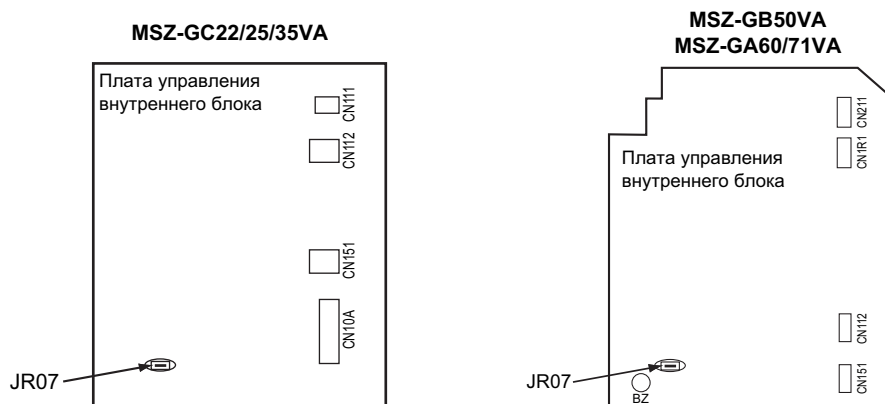 MSZ-GC22/25/35VA
Плата управления
внутреннего блока
CN111
CN112
CN151
CN10A
JR07
MSZ-GB50VA
MSZ-GA60/71VA
Плата управления
внутреннего блока
CN211
CN1R1
CN112
CN151
JR07
BZ